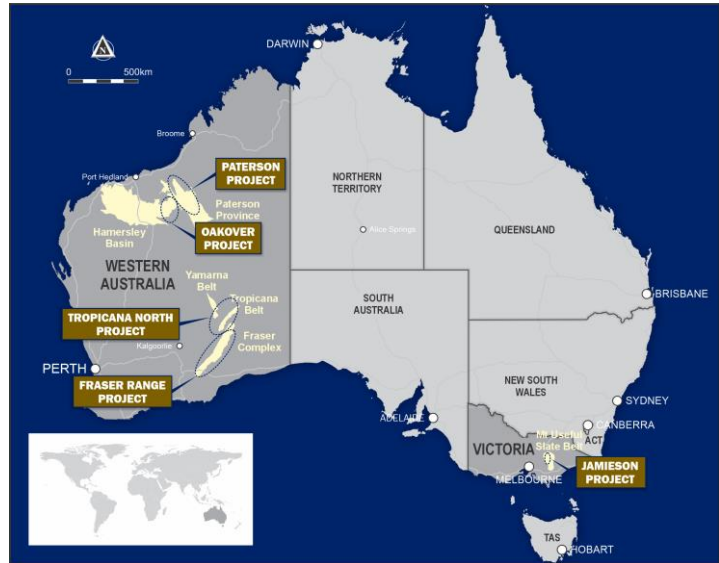 DARWIN
N
0 500km
Broome
Port Hedland
PATERSON
PROJECT
NORTHERN
TERRITORY
Paterson
Province
Hamersley
Basin
OAKOVER
PROJECT
Alice Springs
QUEENSLAND
WESTERN
AUSTRALIA
Yamarna
Belt
Tropicana
Belt
SOUTH
AUSTRALIA
BRISBANE
TROPICANA NORTH
PROJECT
Kalgoorlie
Fraser
Complex
PERTH
FRASER RANGE
PROJECT
NEW SOUTH
WALES
SYDNEY
ADELAIDE
CANBERRA
ACT
Mt Useful
State Belt
VICTORIA
MELBOURNE
JAMIESON
PROJECT
TAS
HOBART